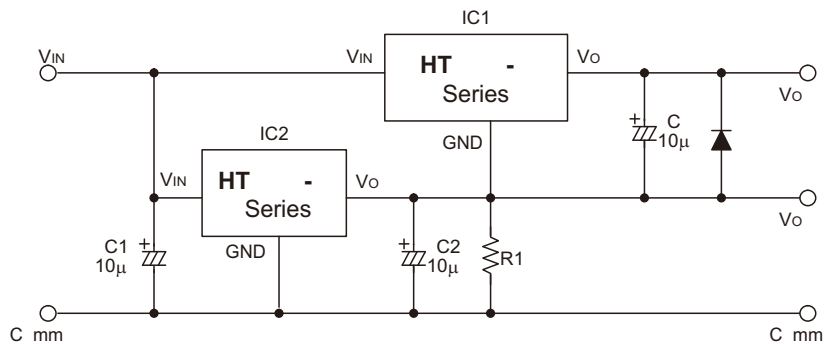 IC1
VIN
VIN
HT -
Series
VO
VO
GND
C
10μ
IC2
VIN
HT -
Series
VO
VO
GND
C1
10μ
C2
10μ
R1
C mm
C mm